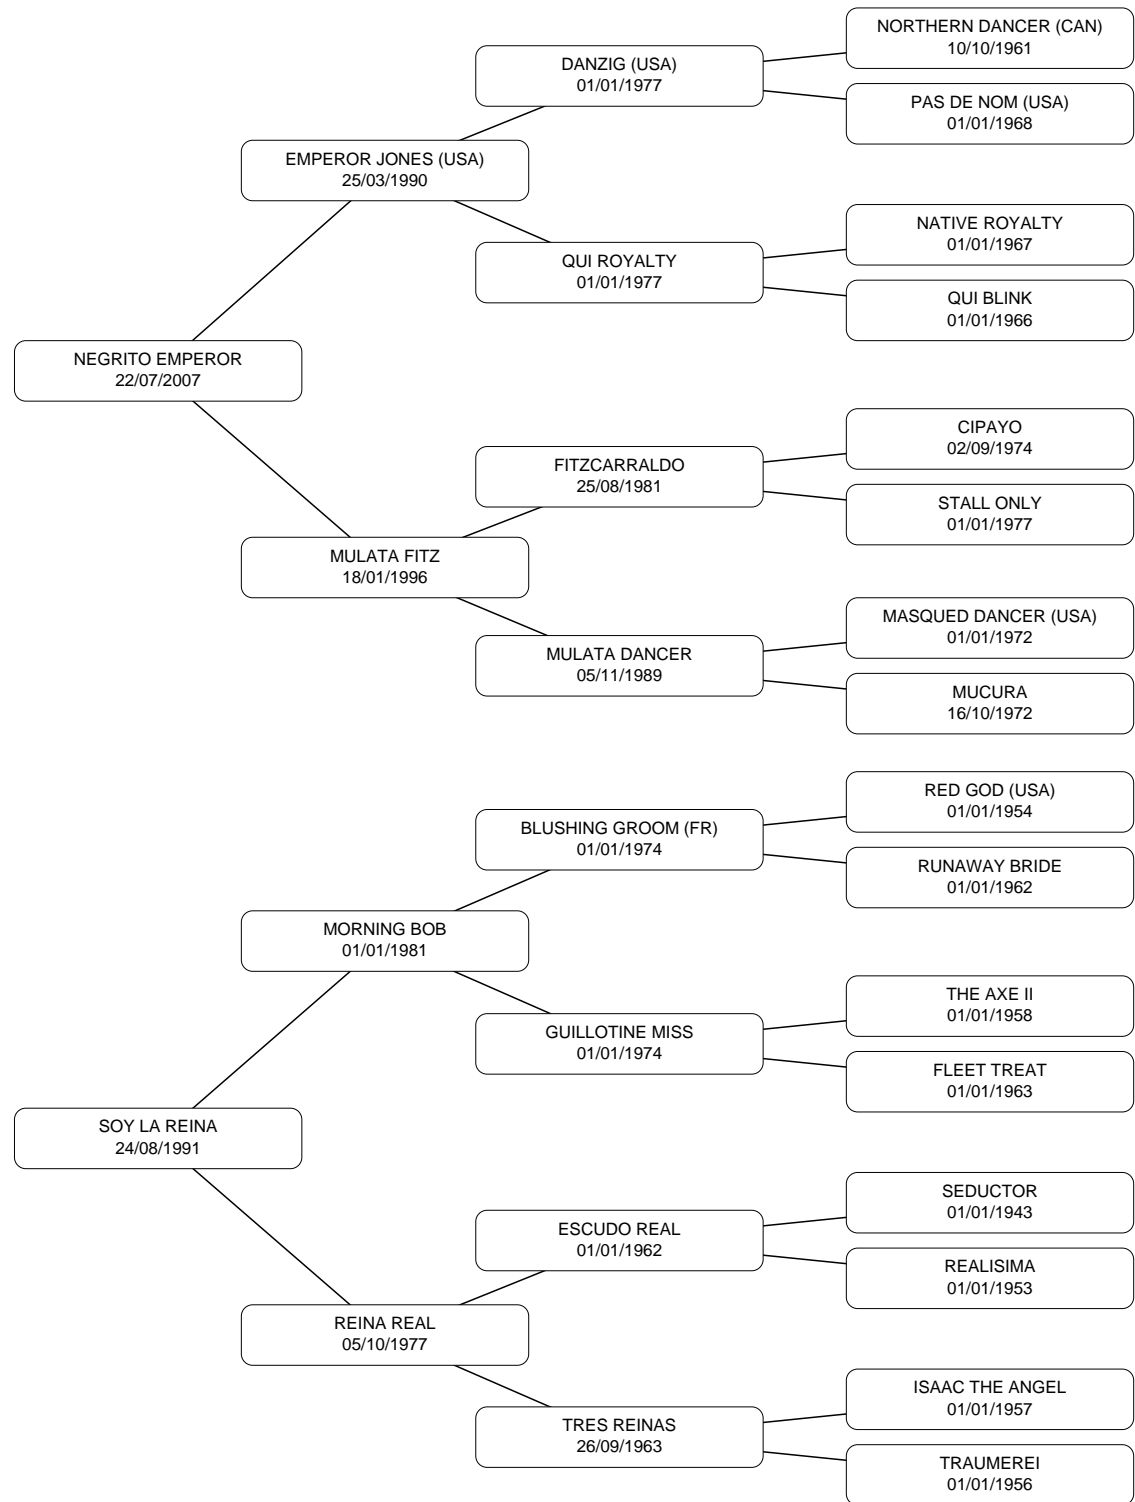 NORTHERN DANCER (CAN)
10/10/1961
DANZIG (USA)
01/01/1977
PAS DE NOM (USA)
01/01/1968
EMPEROR JONES (USA)
25/03/1990
NATIVE ROYALTY
01/01/1967
QUI ROYALTY
01/01/1977
QUI BLINK
01/01/1966
NEGRITO EMPEROR
22/07/2007
CIPAYO
02/09/1974
FITZCARRALDO
25/08/1981
STALL ONLY
01/01/1977
MULATA FITZ
18/01/1996
MASQUED DANCER (USA)
01/01/1972
MULATA DANCER
05/11/1989
MUCURA
16/10/1972
RED GOD (USA)
01/01/1954
BLUSHING GROOM (FR)
01/01/1974
RUNAWAY BRIDE
01/01/1962
MORNING BOB
01/01/1981
THE AXE II
01/01/1958
GUILLOTINE MISS
01/01/1974
FLEET TREAT
01/01/1963
SOY LA REINA
24/08/1991
SEDUCTOR
01/01/1943
ESCUDO REAL
01/01/1962
REALISIMA
01/01/1953
REINA REAL
05/10/1977
ISAAC THE ANGEL
01/01/1957
TRES REINAS
26/09/1963
TRAUMEREI
01/01/1956